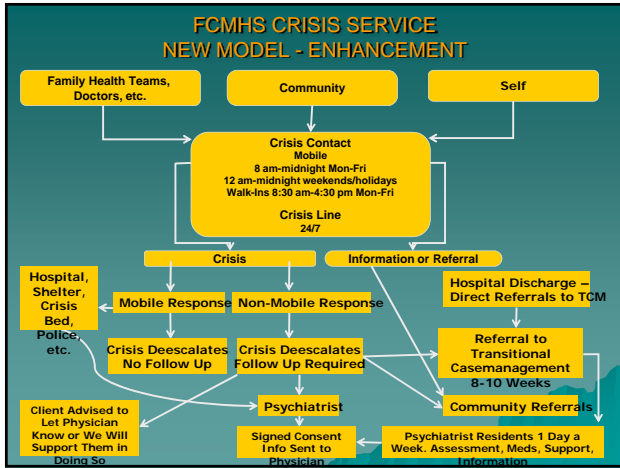 FCMHS CRISIS SERVICE
NEW MODEL - ENHANCEMENT
Family Health Teams,
Doctors, etc.
Community
Self
Crisis Contact
Mobile
8 am-midnight Mon-Fri
12 am-midnight weekends/holidays
Walk-Ins 8:30 am-4:30 pm Mon-Fri
Crisis Line
24/7
Crisis
Information or Referral
Hospital,
Shelter,
Crisis
Bed,
Police,
etc.
Mobile Response
Non-Mobile Response
Hospital Discharge –
Direct Referrals to TCM
Crisis Deescalates
No Follow Up
Crisis Deescalates
Follow Up Required
Referral to
Transitional
Casemanagement
8-10 Weeks
Client Advised to
Let Physician
Know or We Will
Support Them in
Doing So
Psychiatrist
Community Referrals
Signed Consent
Info Sent to
Physician
Psychiatrist Residents 1 Day a
Week. Assessment, Meds, Support,
Information